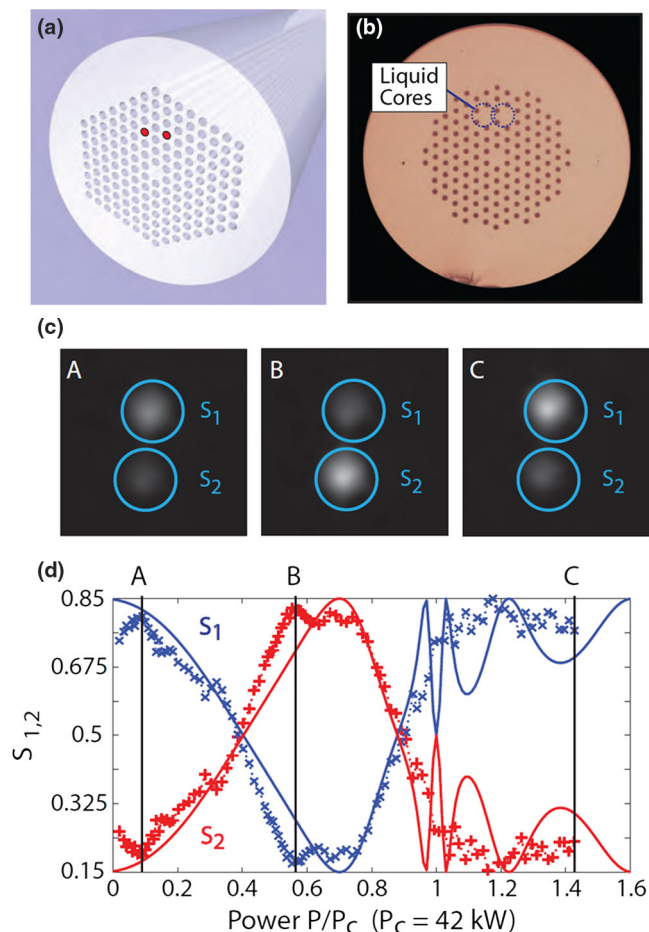 (a)
(b)
Liquid
Cores
(c)
A
S1
S2
B
S1
S2
C
S1
S2
(d)
A
B
C
0.85
0.675
0.5
0.325
0.15
S1,2
S1
S2
0
0.2
0.4
0.6
0.8
1
1.2
1.4
1.6
Power P/PC (PC = 42 kW)